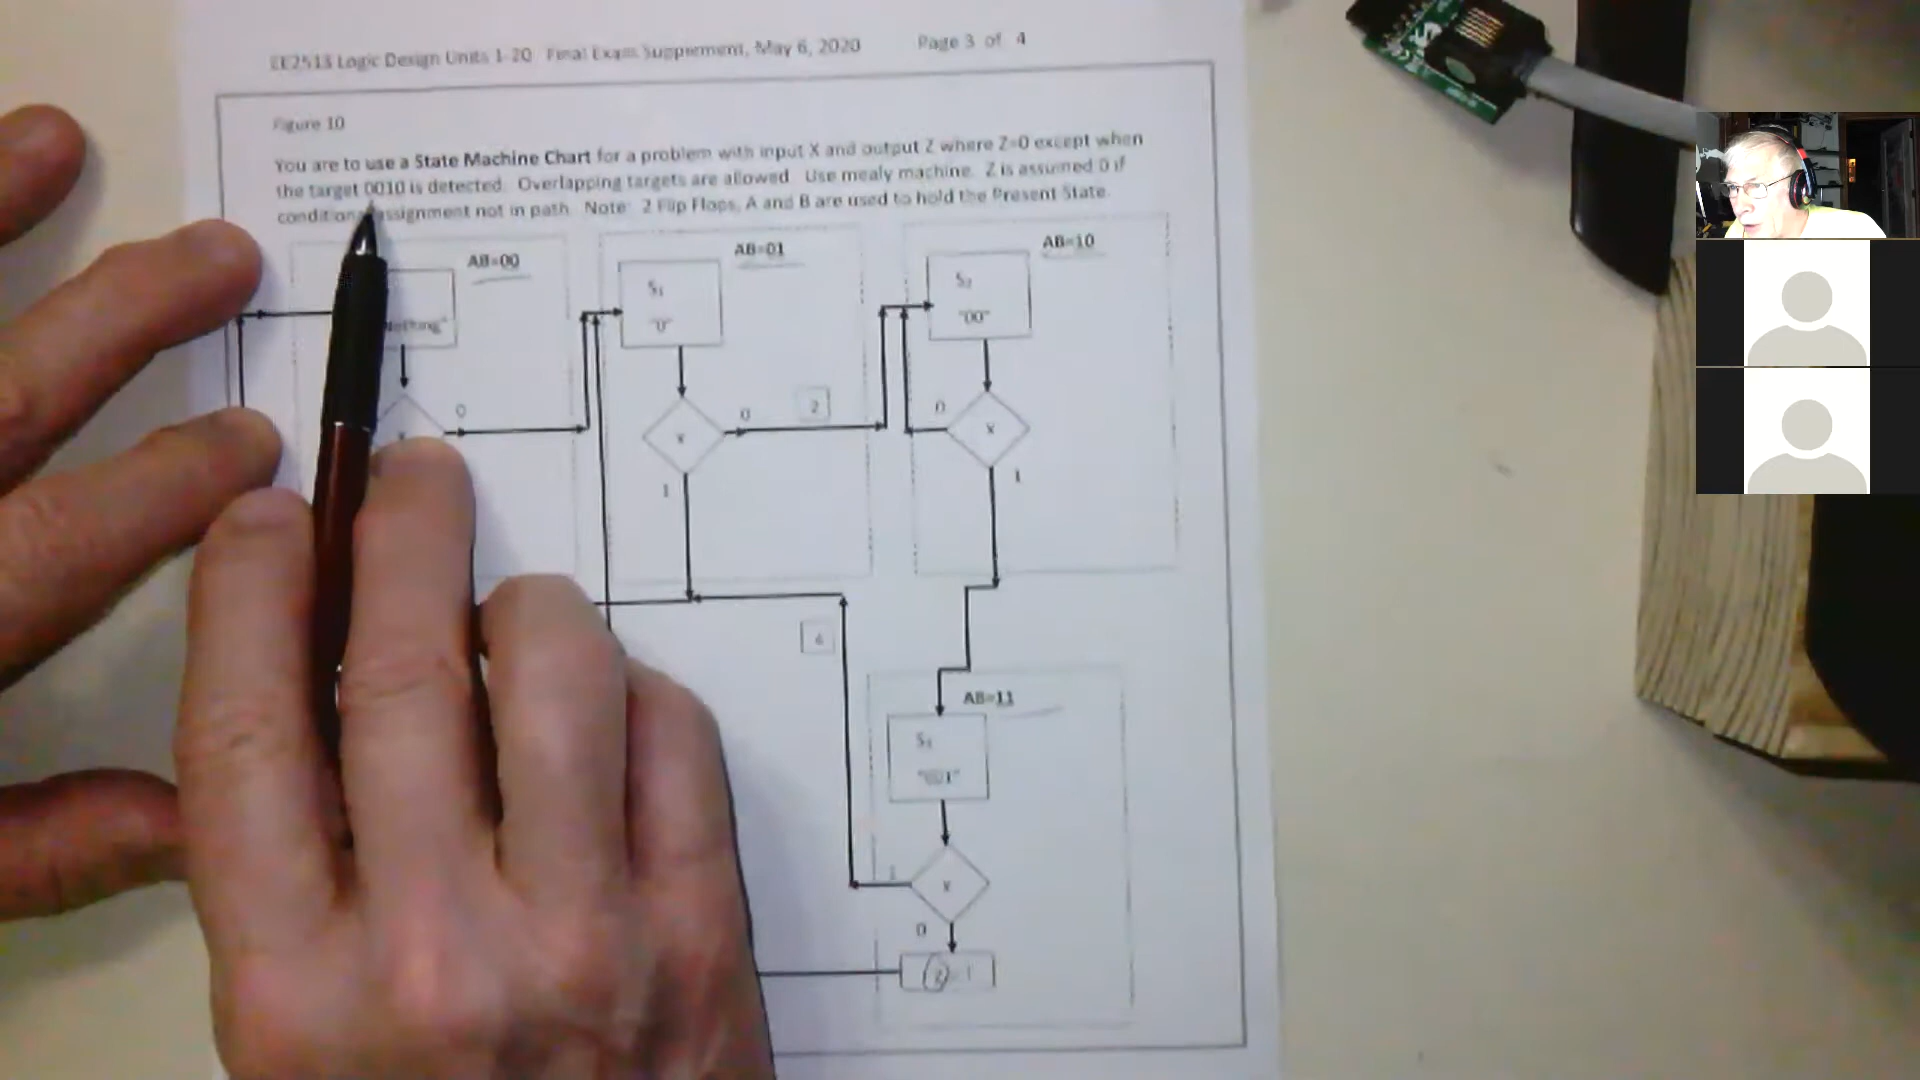 EE2513 Logic Design Units 1-20 Final Exam Supplement, May 6, 2020 Page 3 of 4
Figure 10
You are to use a State Machine Chart for a problem with input X and output Z where Z=0 except when
the target 0010 is detected. Overlapping targets are allowed Use mealy machine. Z is assumed 0 if
conditional assignment not in path. Note: 2 Flip Flops, A and B are used to hold the Present State.
AB=00
AB=01
AB=10
S1
"0"
S2
"00"
0
X
0
2
1
0
X
1
AB=11
S3
"001"
X
1
0
Z=1